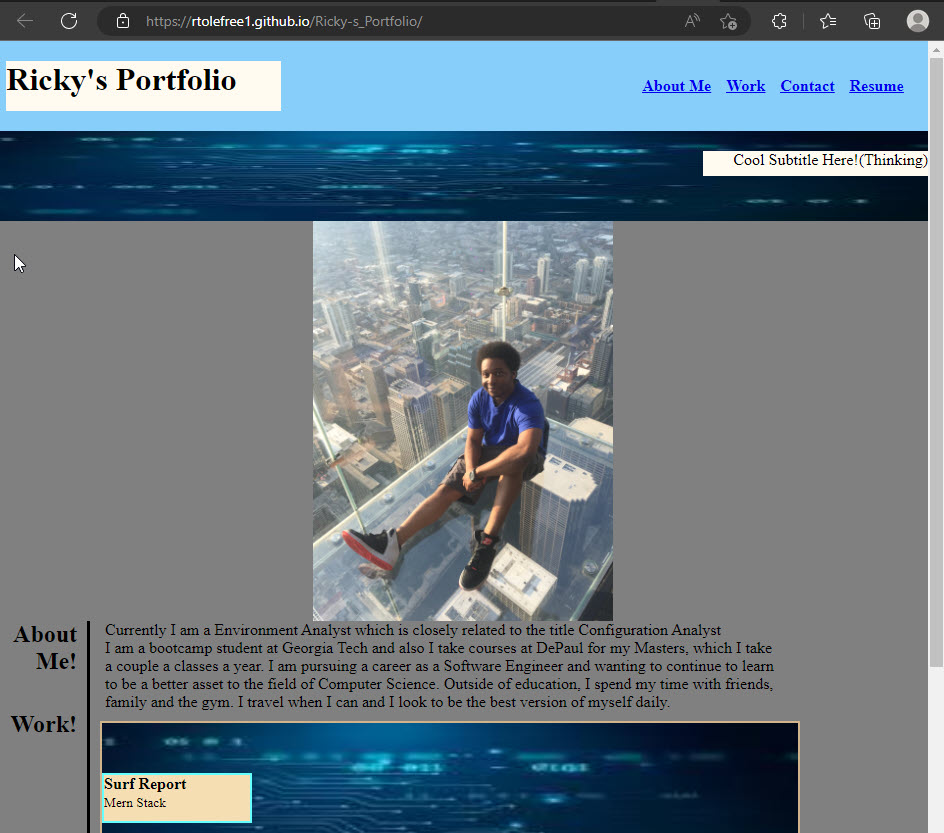 https://rtolefree1.github.io/Ricky-s_Portfolio/
Ricky's Portfolio
About Me Work Contact Resume
Cool Subtitle Here!(Thinking)
About
Me!
Currently I am a Environment Analyst which is closely related to the title Configuration Analyst
I am a bootcamp student at Georgia Tech and also I take courses at DePaul for my Masters, which I take
a couple a classes a year. I am pursuing a career as a Software Engineer and wanting to continue to learn
to be a better asset to the field of Computer Science. Outside of education, I spend my time with friends,
family and the gym. I travel when I can and I look to be the best version of myself daily.
Work!
Surf Report
Mern Stack